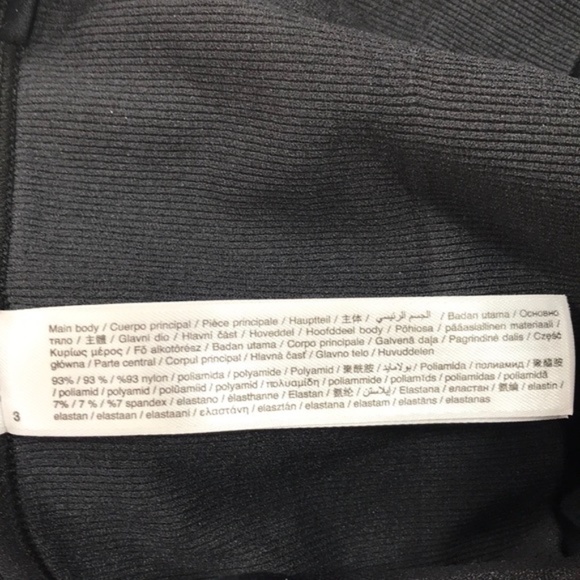 Main body / Cuerpo principal / Pièce principale / Hauptteil / 主体 / الجسم الرئيسي / Badan utama / Основно
тяло / 主體 / Glavni dio / Hlavní část / Hoveddel / Hoofddeel body / Põhiosa / pääasiallinen materiaali /
Κυρίως μέρος / Fő alkotórész / Badan utama / Corpo principale / Galvenā daļa / Pagrindinė dalis / Część
główna / Parte central / Corpul principal / Hlavná časť / Glavno telo / Huvuddelen
93% / 93 % / %93 nylon / poliamida / polyamide / Polyamid / 聚酰胺 / بولاميد / Poliamida / полиамид / 聚醯胺
/ poliamid / polyamid / polüamiid / polyamid / πολυαμίδη / poliammide / poliamīds / poliamidas / poliamidă
7% / 7 % / %7 spandex / elastano / élasthanne / Elastan / 氨纶 / إيلاستين / Elastana / еластан / 氨綸 / elastin /
elastan / elastaan / elastaani / ελαστάνη / elasztán / elastan / elastam / elastāns / elastanas
3